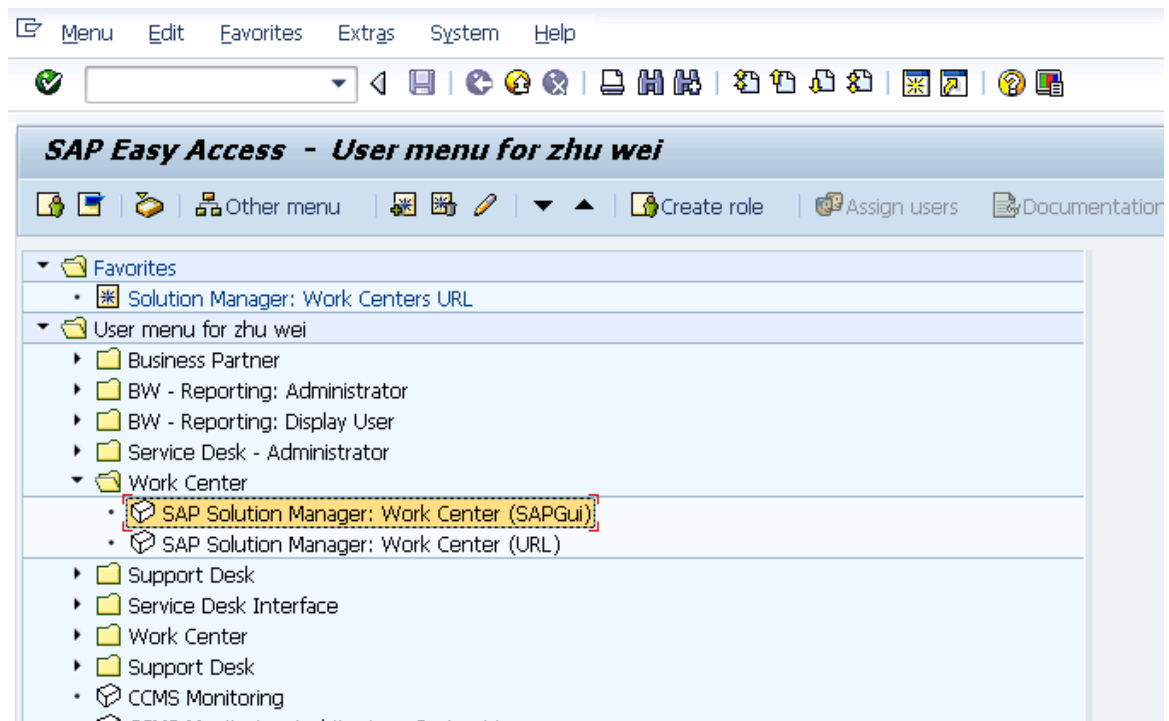 Menu Edit Favorites Extras System Help
SAP Easy Access - User menu for zhu wei
Other menu Create role Assign users Documentation
Favorites
Solution Manager: Work Centers URL
User menu for zhu wei
Business Partner
BW - Reporting: Administrator
BW - Reporting: Display User
Service Desk - Administrator
Work Center
SAP Solution Manager: Work Center (SAPGui)
SAP Solution Manager: Work Center (URL)
Support Desk
Service Desk Interface
Work Center
Support Desk
CCMS Monitoring